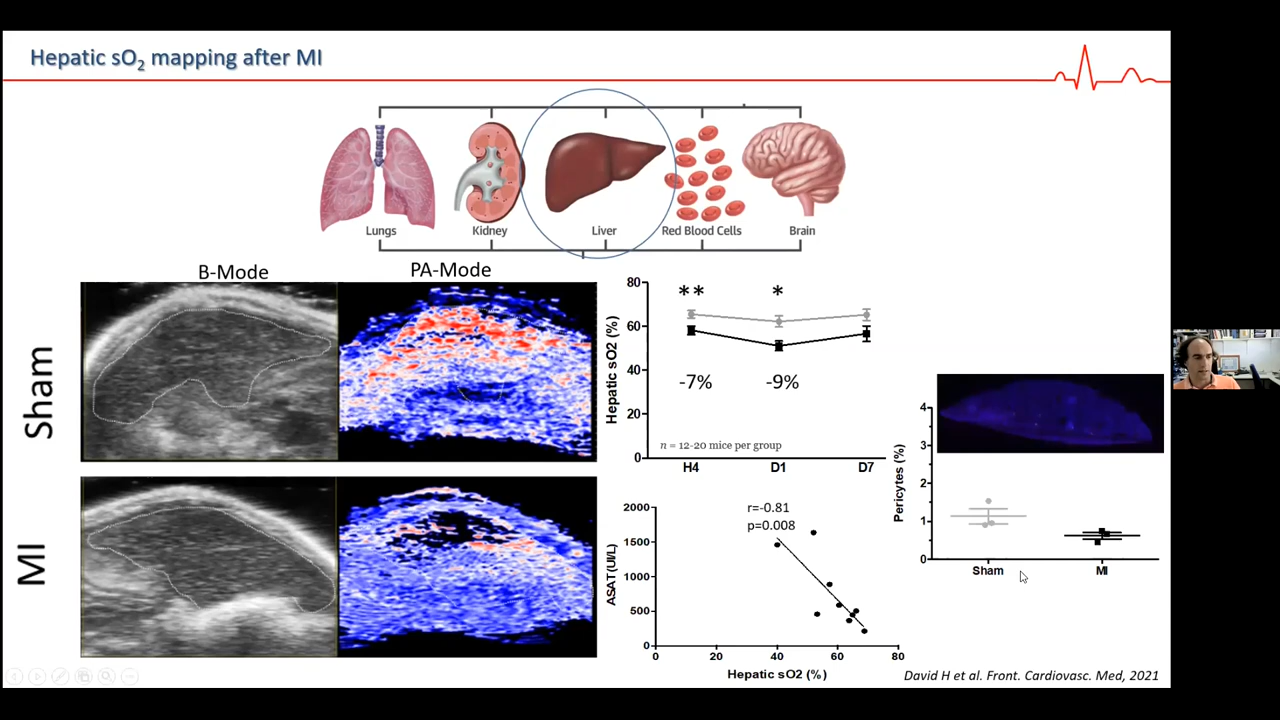 Hepatic sO2 mapping after MI
Lungs
Kidney
Liver
Red Blood Cells
Brain
B-Mode
PA-Mode
Sham
MI
Hepatic sO2 (%)
80
60
40
20
0
**
*
-7%
-9%
n = 12-20 mice per group
H4
D1
D7
ASAT(UI/L)
2000
1500
1000
500
0
r=-0.81
p=0.008
0
20
40
60
80
Hepatic sO2 (%)
Pericytes (%)
4
3
2
1
0
Sham
MI
David H et al. Front. Cardiovasc. Med, 2021